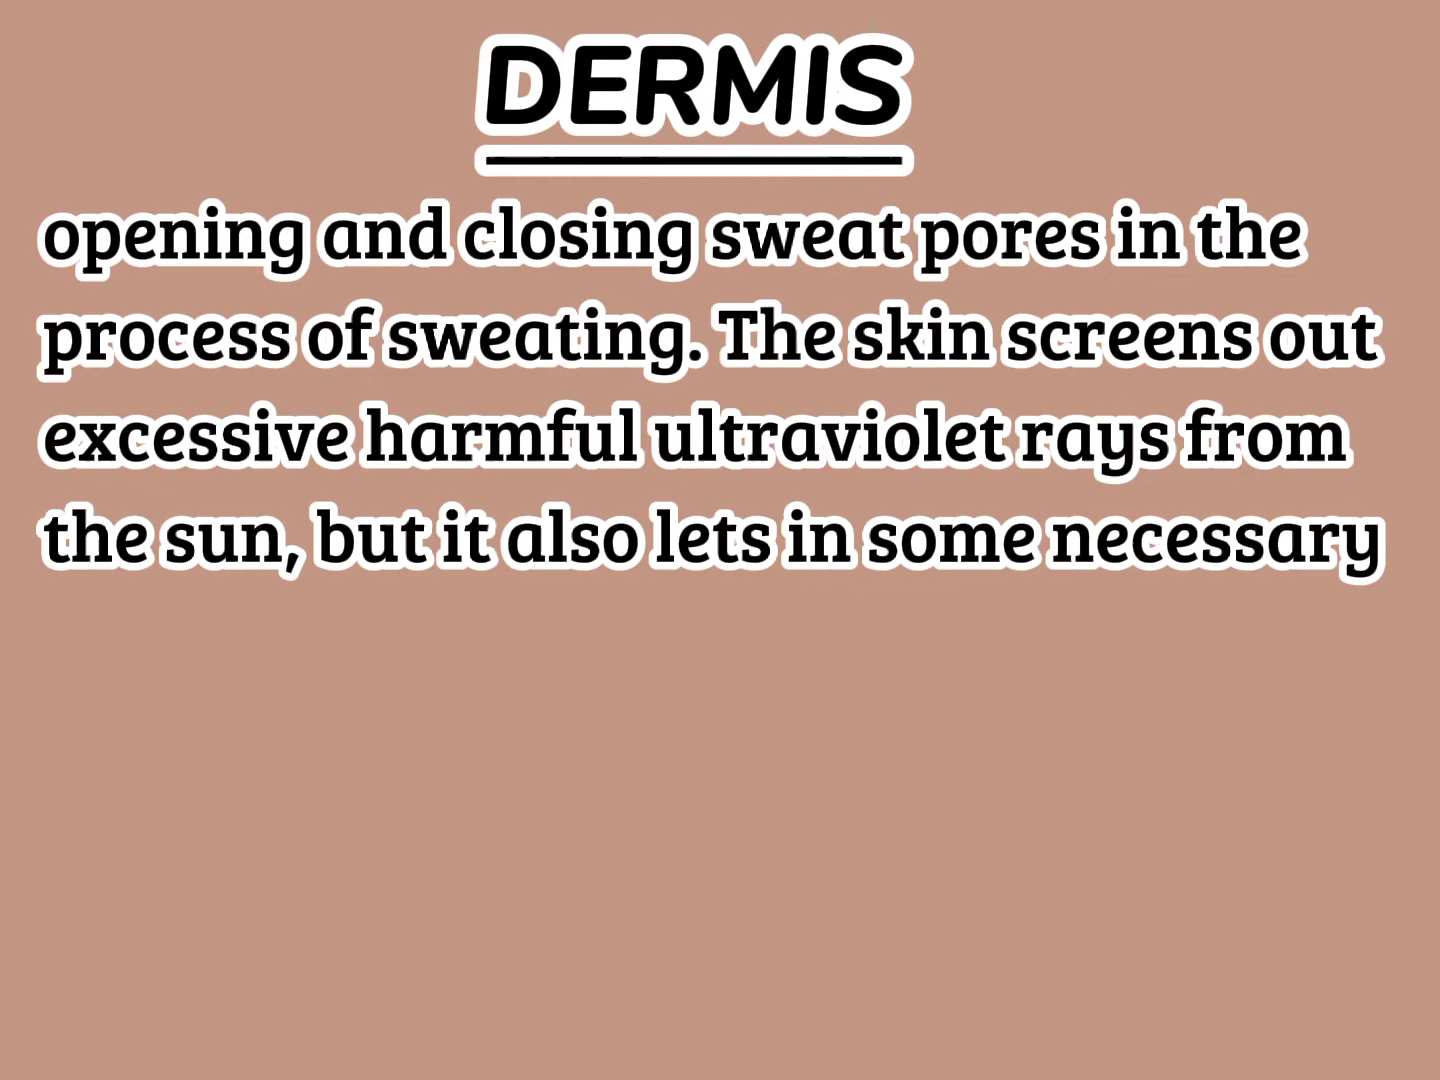 DERMIS
opening and closing sweat pores in the
process of sweating. The skin screens out
excessive harmful ultraviolet rays from
the sun, but it also lets in some necessary